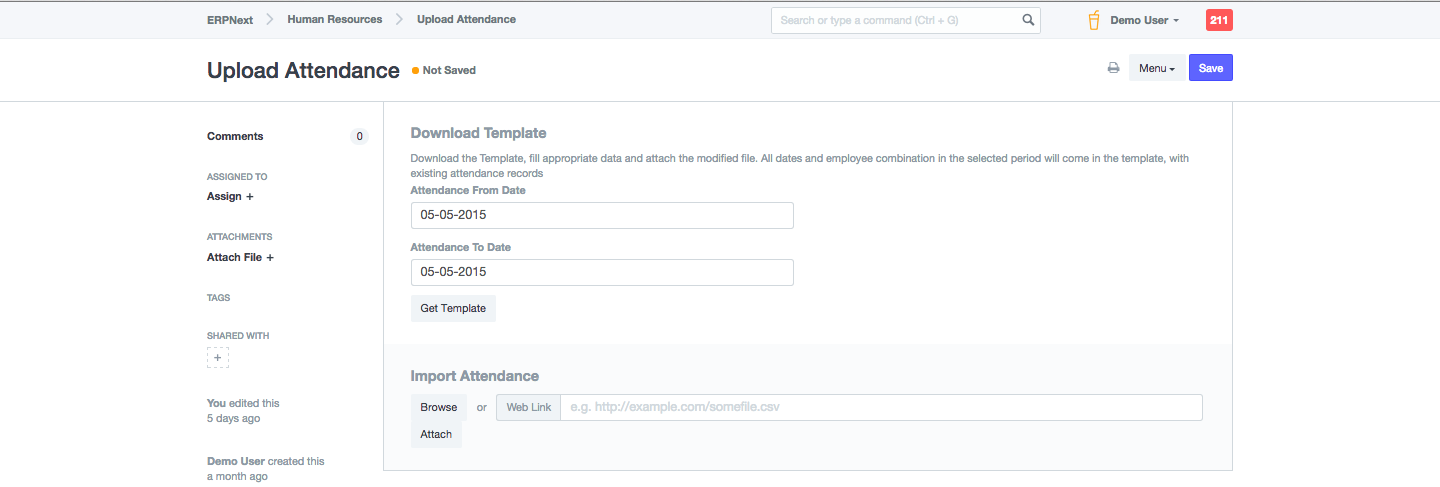 ERPNext Human Resources Upload Attendance Search or type a command (Ctrl + G) Demo User 211
Upload Attendance Not Saved Menu Save
Comments 0
ASSIGNED TO
Assign +
ATTACHMENTS
Attach File +
TAGS
SHARED WITH
+
You edited this
5 days ago
Demo User created this
a month ago
Download Template
Download the Template, fill appropriate data and attach the modified file. All dates and employee combination in the selected period will come in the template, with
existing attendance records
Attendance From Date
05-05-2015
Attendance To Date
05-05-2015
Get Template
Import Attendance
Browse or Web Link e.g. http://example.com/somefile.csv
Attach